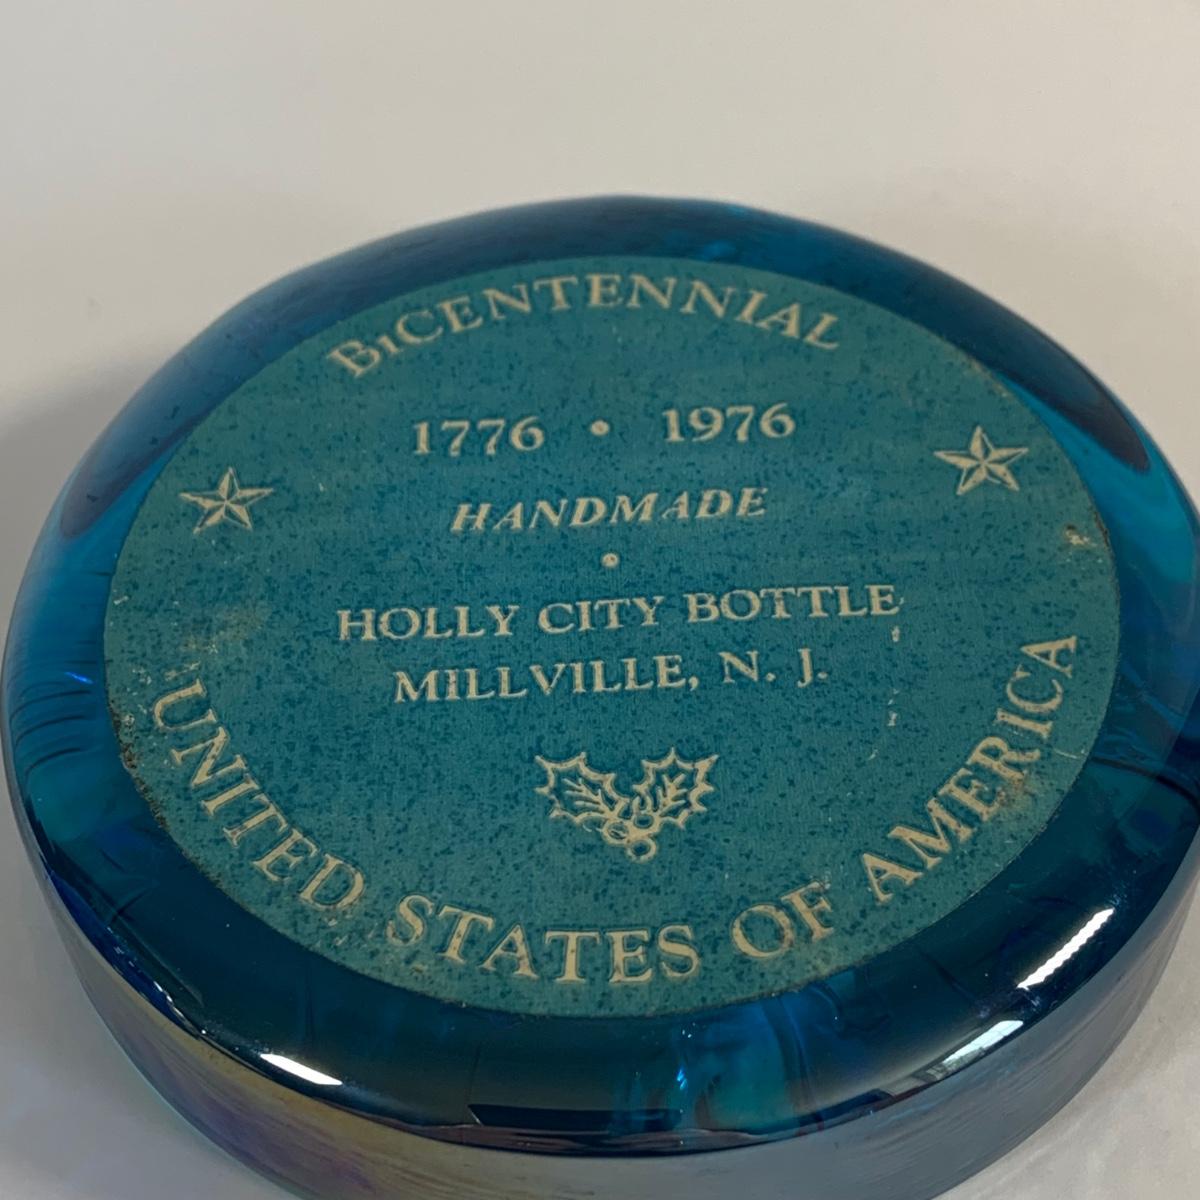 BiCENTENNIAL
1776 • 1976
HANDMADE
•
HOLLY CITY BOTTLE
MILLVILLE, N. J.
UNITED STATES OF AMERICA